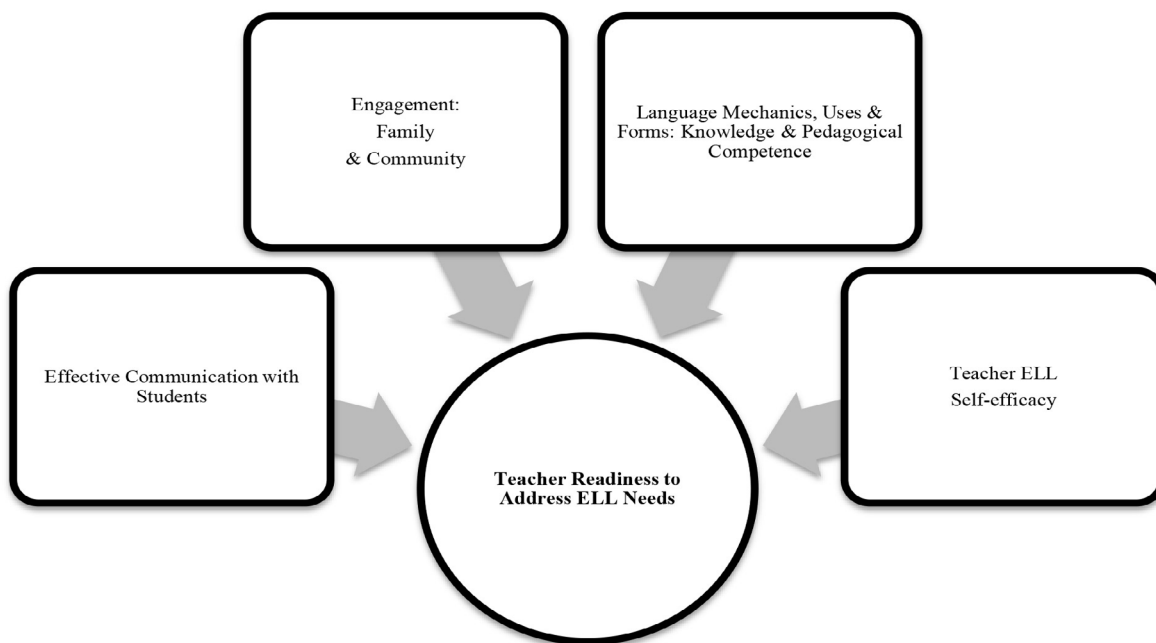 Engagement:
Family
& Community
Language Mechanics, Uses &
Forms: Knowledge & Pedagogical
Competence
Effective Communication with
Students
Teacher ELL
Self-efficacy
Teacher Readiness to
Address ELL Needs